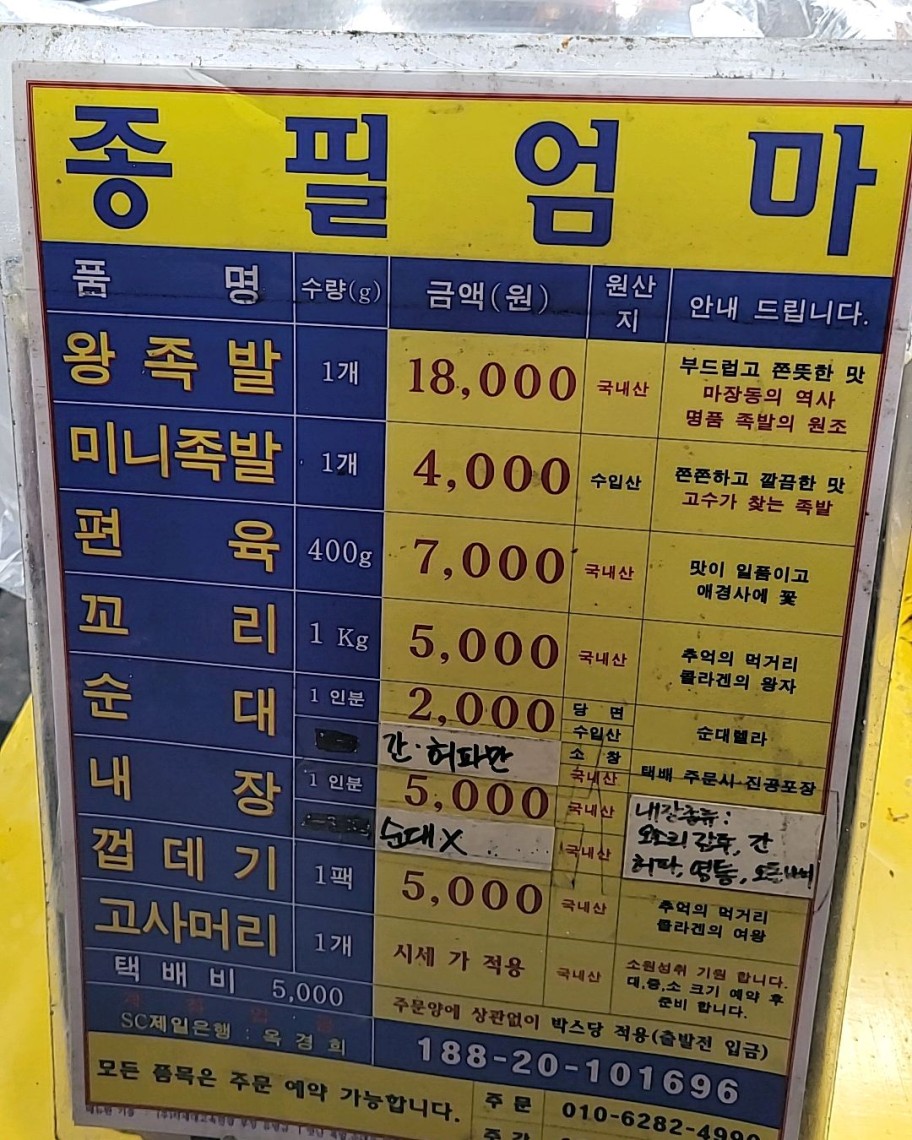 종필엄마
품명 수량(g) 금액(원) 원산지 안내 드립니다.
왕족발 1개 18,000 국내산 부드럽고 쫀뜻한 맛
마장동의 역사
명품 족발의 원조
미니족발 1개 4,000 수입산 쫀쫀하고 깔끔한 맛
고수가 찾는 족발
편육 400g 7,000 국내산 맛이 일품이고
애경사에 꽃
꼬리 1 Kg 5,000 국내산 추억의 먹거리
콜라겐의 왕자
순대 1 인분 2,000 당면
수입산 순대렐라
간·허파만 소창
국내산 택배 주문시 진공포장
내장 1 인분 5,000 국내산 내장종류:
오소리감투, 간
허파, 염통,
순대X 국내산
껍데기 1팩 5,000 국내산 추억의 먹거리
콜라겐의 여왕
고사머리 1개 시세 가 적용 국내산 소원성취 기원 합니다.
대,중,소 크기 예약 후
준비 합니다.
택배비 5,000 주문양에 상관없이 박스당 적용(출발전 입금)
SC제일은행 : 옥경희 188-20-101696
모든 품목은 주문 예약 가능합니다. 주문 010-6282-4990